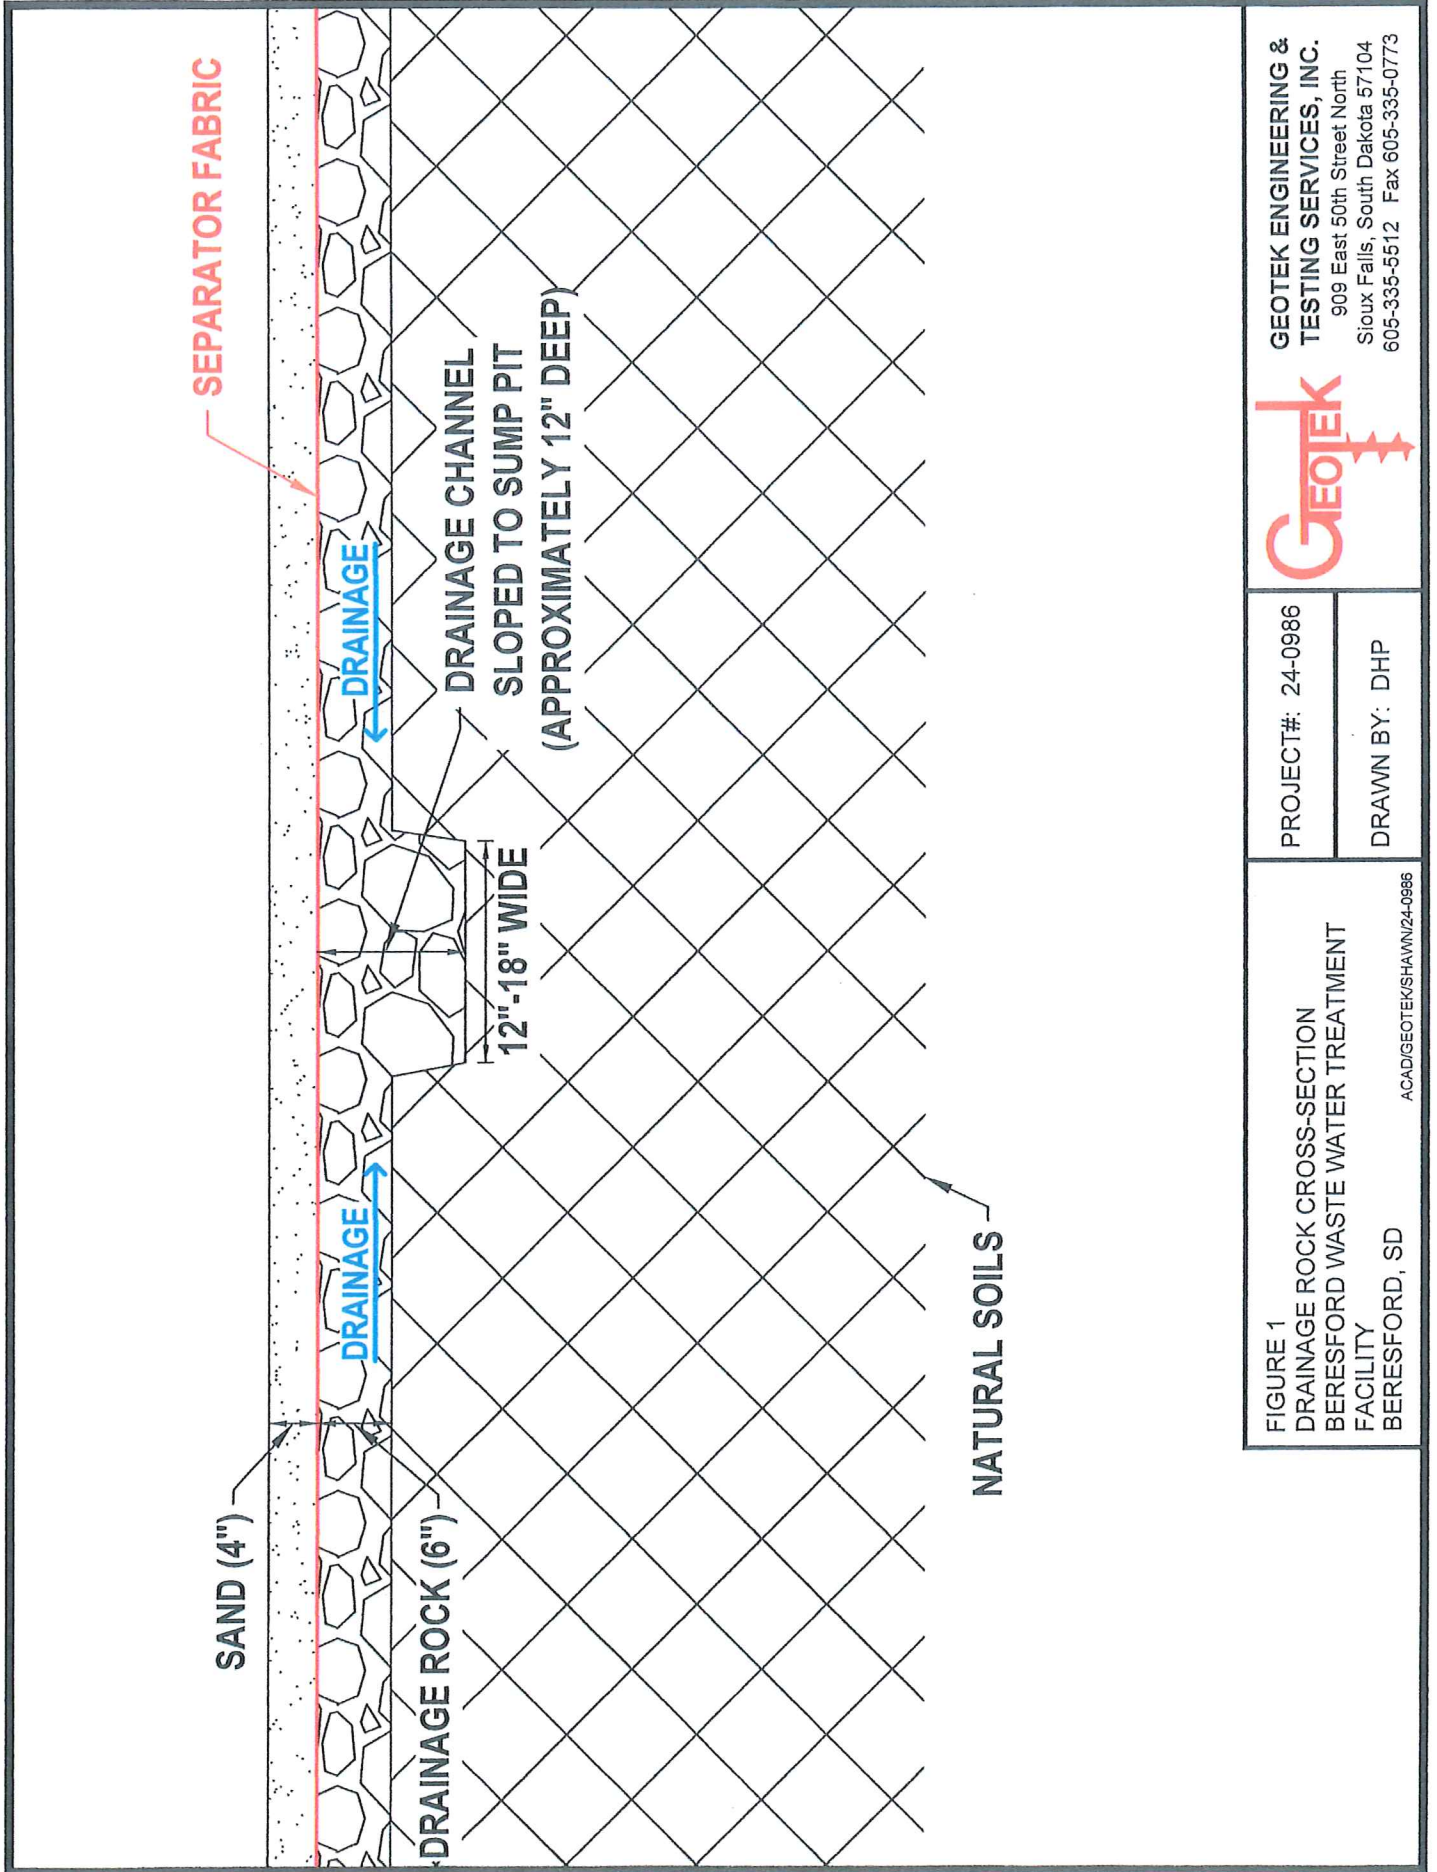 SEPARATOR FABRIC
SAND (4")
DRAINAGE
DRAINAGE
DRAINAGE ROCK (6")
DRAINAGE CHANNEL
SLOPED TO SUMP PIT
(APPROXIMATELY 12" DEEP)
12"-18" WIDE
NATURAL SOILS
FIGURE 1
DRAINAGE ROCK CROSS-SECTION
BERESFORD WASTE WATER TREATMENT
FACILITY
BERESFORD, SD
ACAD/GEOTEK/SHAWN/24-0986
PROJECT#: 24-0986
DRAWN BY: DHP
GEOTEK
GEOTEK ENGINEERING &
TESTING SERVICES, INC.
909 East 50th Street North
Sioux Falls, South Dakota 57104
605-335-5512 Fax 605-335-0773